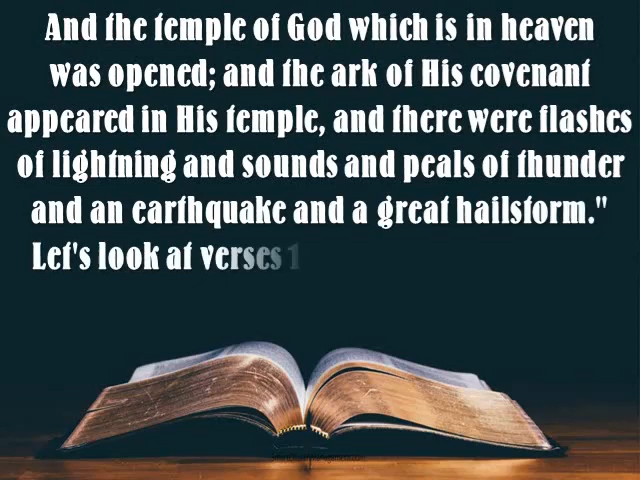 And the temple of God which is in heaven
was opened; and the ark of His covenant
appeared in His temple, and there were flashes
of lightning and sounds and peals of thunder
and an earthquake and a great hailstorm."
Let's look at verses 1